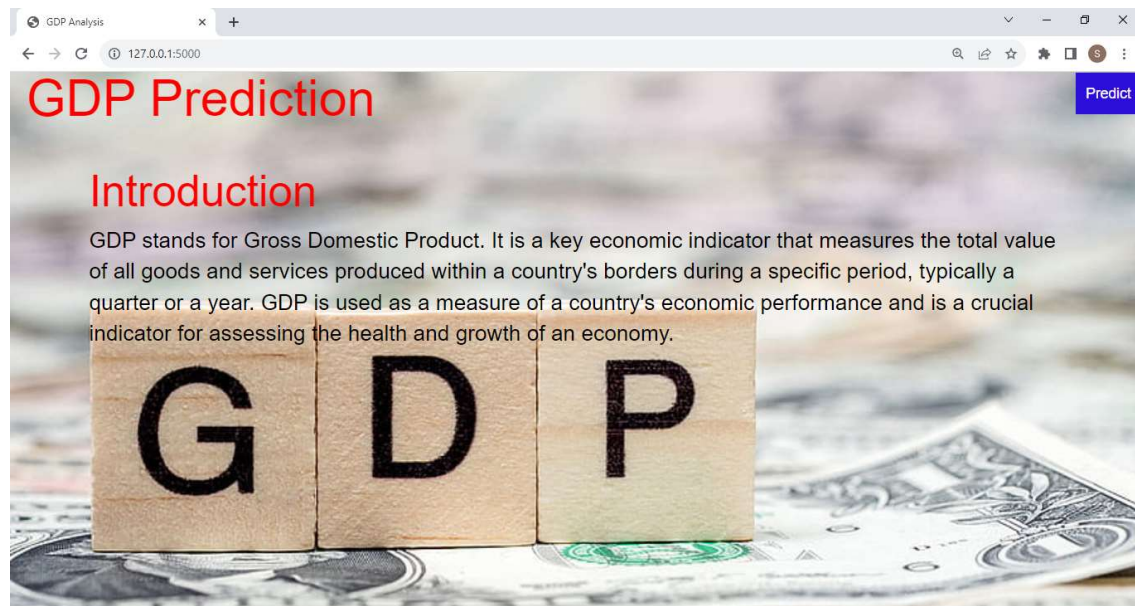 GDP Analysis
127.0.0.1:5000
S
GDP Prediction
Predict
Introduction
GDP stands for Gross Domestic Product. It is a key economic indicator that measures the total value
of all goods and services produced within a country's borders during a specific period, typically a
quarter or a year. GDP is used as a measure of a country's economic performance and is a crucial
indicator for assessing the health and growth of an economy.
G D P